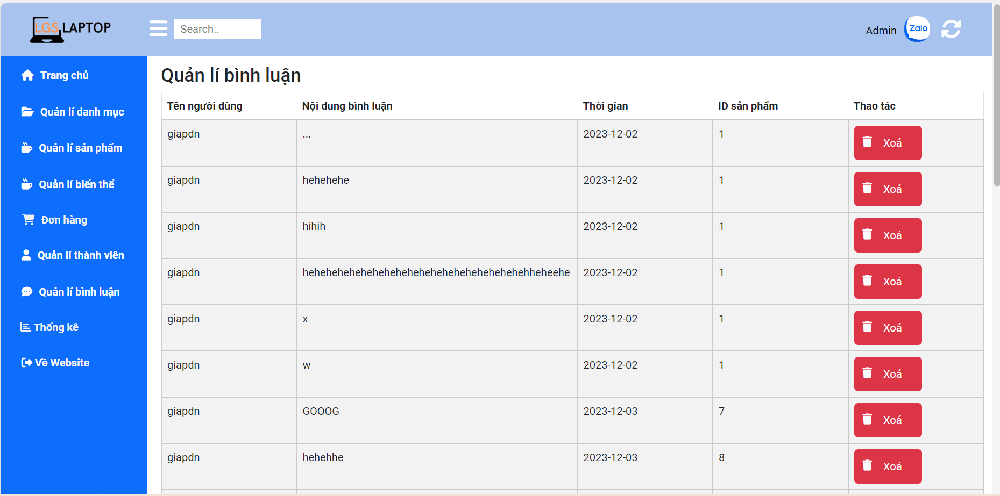 LGS LAPTOP
Search..
Admin
Zalo
Trang chủ
Quản lí danh mục
Quản lí sản phẩm
Quản lí biến thể
Đơn hàng
Quản lí thành viên
Quản lí bình luận
Thống kê
Về Website
Quản lí bình luận
Tên người dùng Nội dung bình luận Thời gian ID sản phẩm Thao tác
giapdn ... 2023-12-02 1 Xoá
giapdn hehehehe 2023-12-02 1 Xoá
giapdn hihih 2023-12-02 1 Xoá
giapdn hehehehehehehehehehehehehehehehehehehehehehehehheheehe 2023-12-02 1 Xoá
giapdn x 2023-12-02 1 Xoá
giapdn w 2023-12-02 1 Xoá
giapdn GOOOG 2023-12-03 7 Xoá
giapdn hehehhe 2023-12-03 8 Xoá